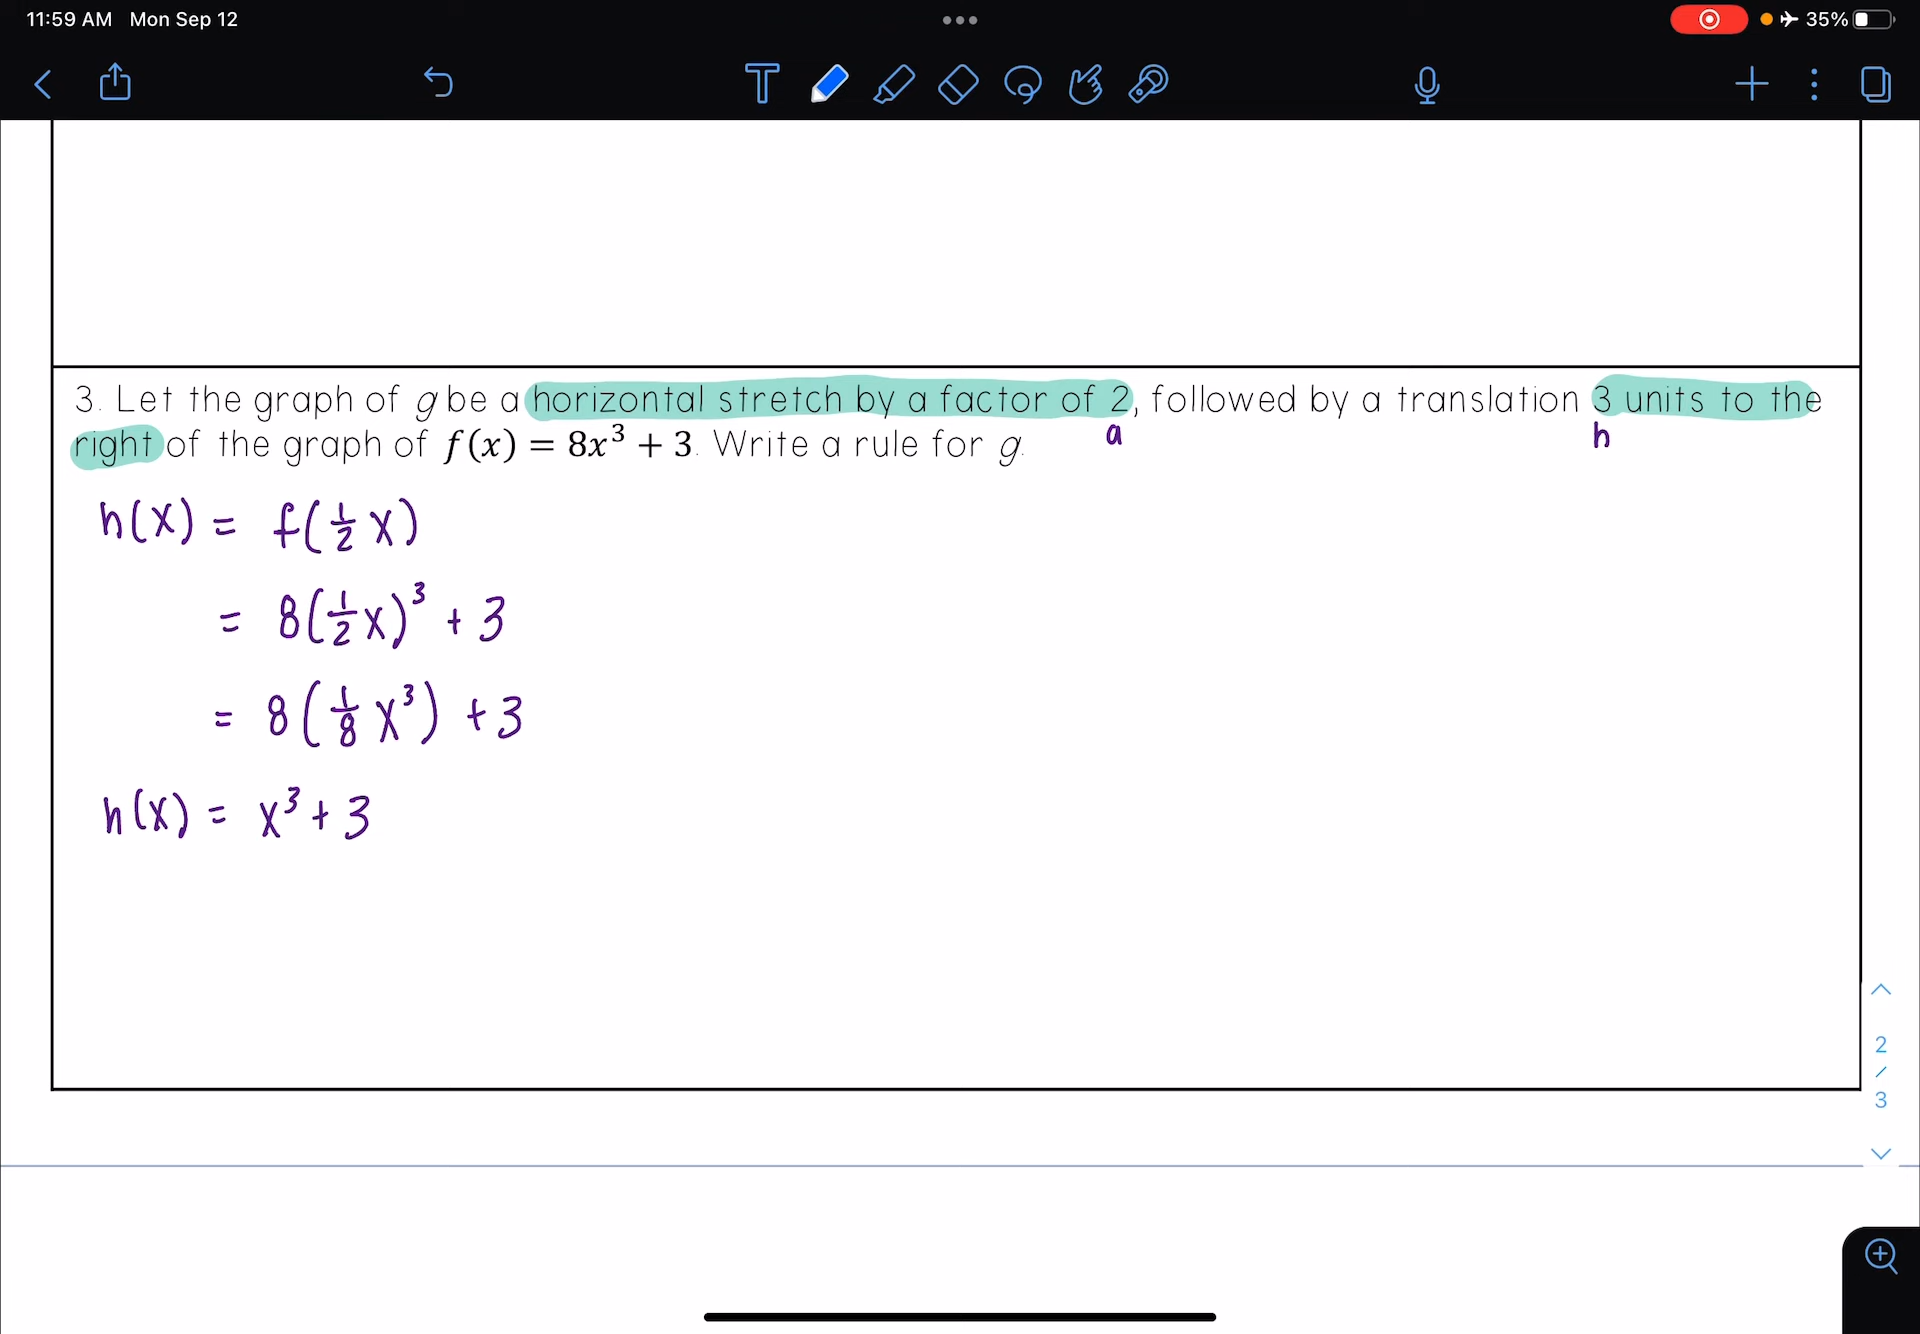 11:59 AM Mon Sep 12
35%
3. Let the graph of g be a horizontal stretch by a factor of 2, followed by a translation 3 units to the
right of the graph of f(x) = 8x³ + 3. Write a rule for g.
a h
h(x) = f(½x)
= 8(½x)³ + 3
= 8(⅛x³) + 3
h(x) = x³ + 3
2
/
3